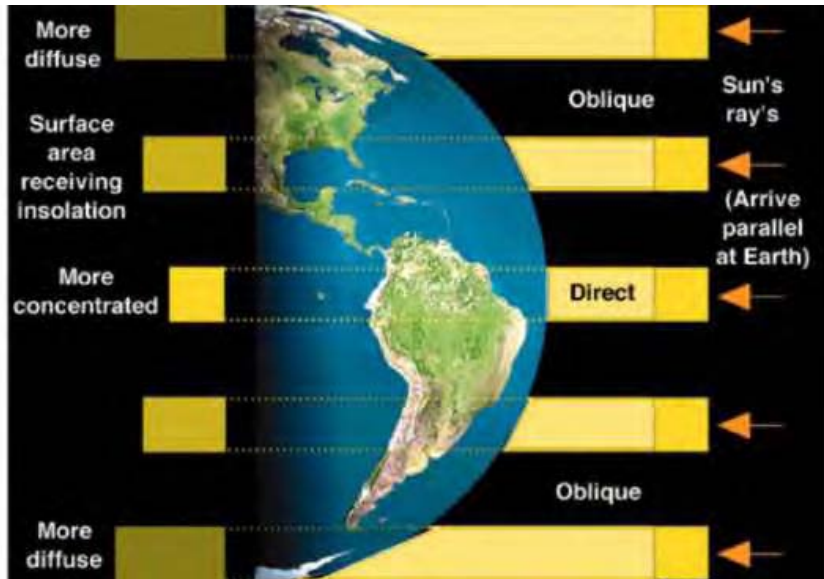 More
diffuse
Oblique
Sun's
ray's
Surface
area
receiving
insolation
(Arrive
parallel
at Earth)
More
concentrated
Direct
Oblique
More
diffuse